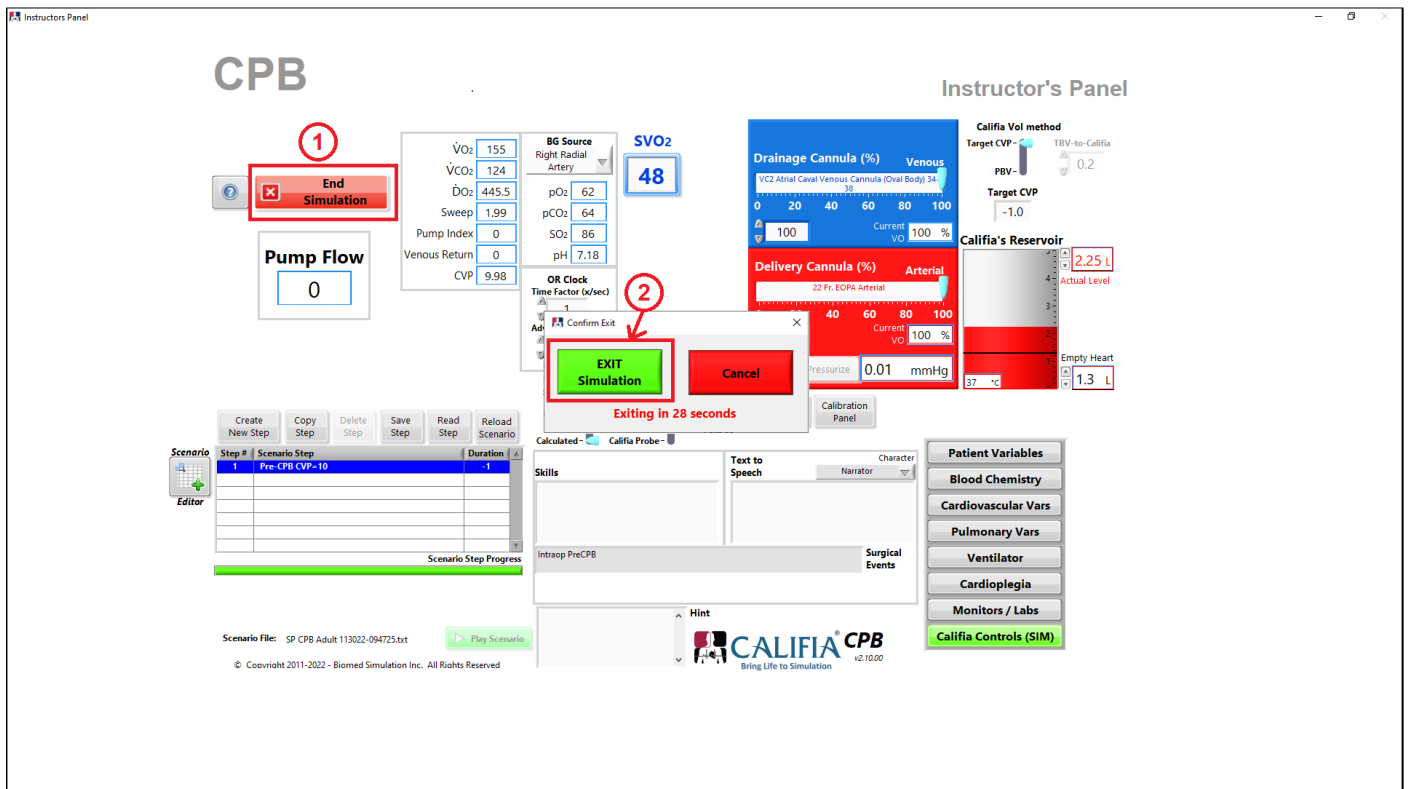 Instructors Panel
CPB
Instructor's Panel
1
End
Simulation
Pump Flow
0
V̇O2 155
V̇CO2 124
ḊO2 445.5
Sweep 1.99
Pump Index 0
Venous Return 0
CVP 9.98
BG Source
Right Radial
Artery
pO2 62
pCO2 64
SO2 86
pH 7.18
OR Clock
Time Factor (x/sec)
1
SVO2
48
Drainage Cannula (%) Venous
VC2 Atrial Caval Venous Cannula (Oval Body) 34-
38
0 20 40 60 80 100
100
Current
VO 100 %
Delivery Cannula (%) Arterial
22 Fr. EOPA Arterial
40 60 80 100
Current
VO 100 %
Pressurize 0.01 mmHg
Califia Vol method
Target CVP-
PBV-
TBV-to-Califia
0.2
Target CVP
-1.0
Califia's Reservoir
2.25 L
Actual Level
4-
3-
2-
1-
Empty Heart
1.3 L
37 °C
2
Confirm Exit
EXIT
Simulation
Cancel
Exiting in 28 seconds
Calibration
Panel
Calculated- Califia Probe-
Create
New Step
Copy
Step
Delete
Step
Save
Step
Read
Step
Reload
Scenario
Scenario
Editor
Step # Scenario Step Duration
1 Pre-CPB CVP-10 -1
Scenario Step Progress
Skills
Text to
Speech
Character
Narrator
Intraop PreCPB
Surgical
Events
Hint
Patient Variables
Blood Chemistry
Cardiovascular Vars
Pulmonary Vars
Ventilator
Cardioplegia
Monitors / Labs
Califia Controls (SIM)
Scenario File: SP CPB Adult 113022-094725.txt
Play Scenario
© Copyright 2011-2022 - Biomed Simulation Inc. All Rights Reserved
CALIFIA® CPB
Bring Life to Simulation
v2.10.00